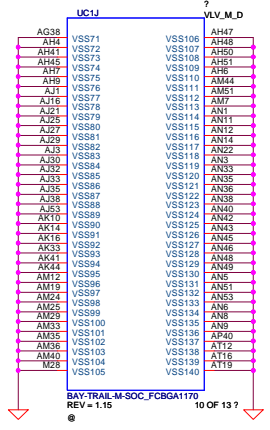 ?
UC1J VLV_M_D
AG38 VSS71 VSS106 AH47
AH4 VSS72 VSS107 AH48
AH41 VSS73 VSS108 AH50
AH45 VSS74 VSS109 AH51
AH7 VSS75 VSS110 AH6
AH9 VSS76 VSS111 AM44
AJ1 VSS77 VSS112 AM51
AJ16 VSS78 VSS113 AM7
AJ21 VSS79 VSS114 AN1
AJ25 VSS80 VSS115 AN11
AJ27 VSS81 VSS116 AN12
AJ29 VSS82 VSS117 AN14
AJ3 VSS83 VSS118 AN22
AJ30 VSS84 VSS119 AN3
AJ32 VSS85 VSS120 AN33
AJ33 VSS86 VSS121 AN35
AJ35 VSS87 VSS122 AN36
AJ38 VSS88 VSS123 AN38
AJ53 VSS89 VSS124 AN40
AK10 VSS90 VSS125 AN42
AK14 VSS91 VSS126 AN43
AK16 VSS92 VSS127 AN45
AK33 VSS93 VSS128 AN46
AK41 VSS94 VSS129 AN48
AK44 VSS95 VSS130 AN49
AM12 VSS96 VSS131 AN5
AM19 VSS97 VSS132 AN51
AM24 VSS98 VSS133 AN53
AM25 VSS99 VSS134 AN6
AM29 VSS100 VSS135 AN8
AM33 VSS101 VSS136 AN9
AM35 VSS102 VSS137 AP40
AM36 VSS103 VSS138 AT12
AM40 VSS104 VSS139 AT16
M28 VSS105 VSS140 AT19
BAY-TRAIL-M-SOC_FCBGA1170
REV = 1.15 10 OF 13 ?
@